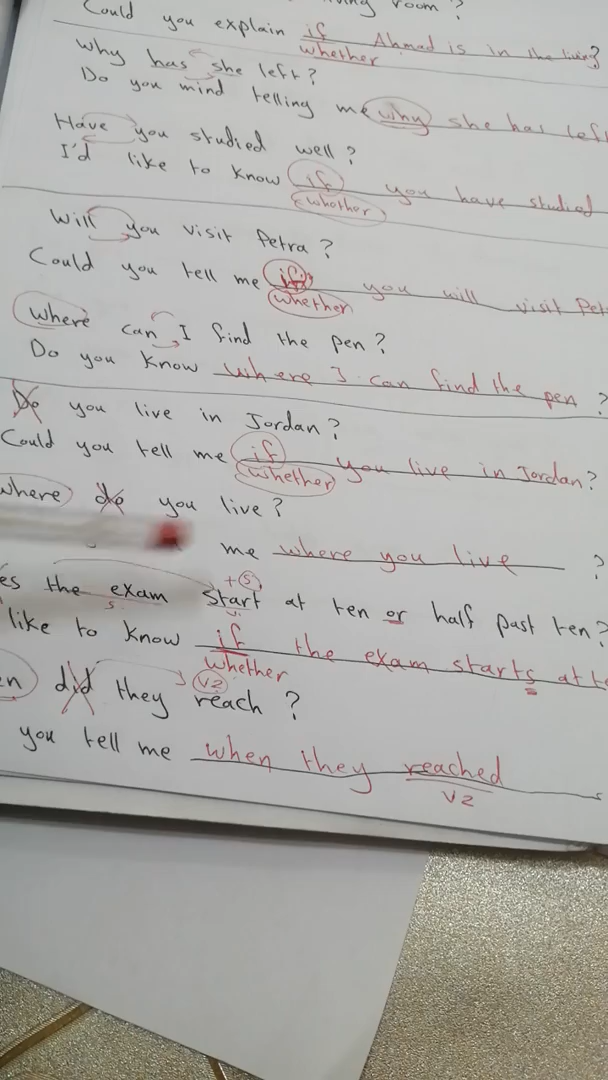 living room?
Could you explain if Ahmad is in the living?
whether
Why has she left?
Do you mind telling me why she has lef
Have you studied well?
I'd like to know if you have studied
whether
Will you visit Petra?
Could you tell me if you will visit Pet
whether
where can I find the pen?
Do you know where I can find the pen?
Do you live in Jordan?
Could you tell me if you live in Jordan?
whether
where do you live?
me where you live?
+S
es the exam start at ten or half past ten?
S. V1
like to know if the exam starts at te
whether
en did they reach?
V2
you tell me when they reached
V2